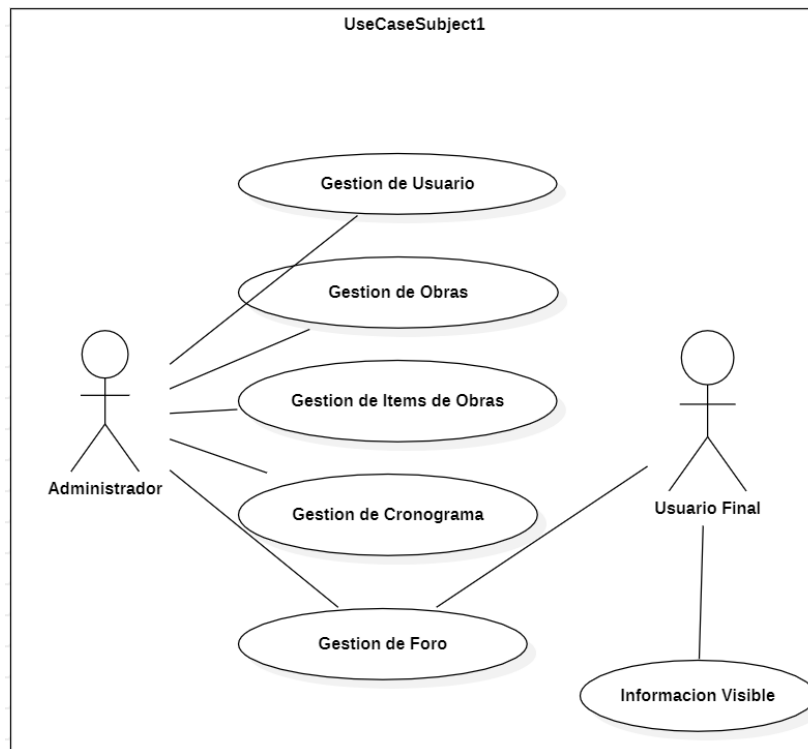 UseCaseSubject1
Gestion de Usuario
Gestion de Obras
Gestion de Items de Obras
Administrador
Gestion de Cronograma
Usuario Final
Gestion de Foro
Informacion Visible